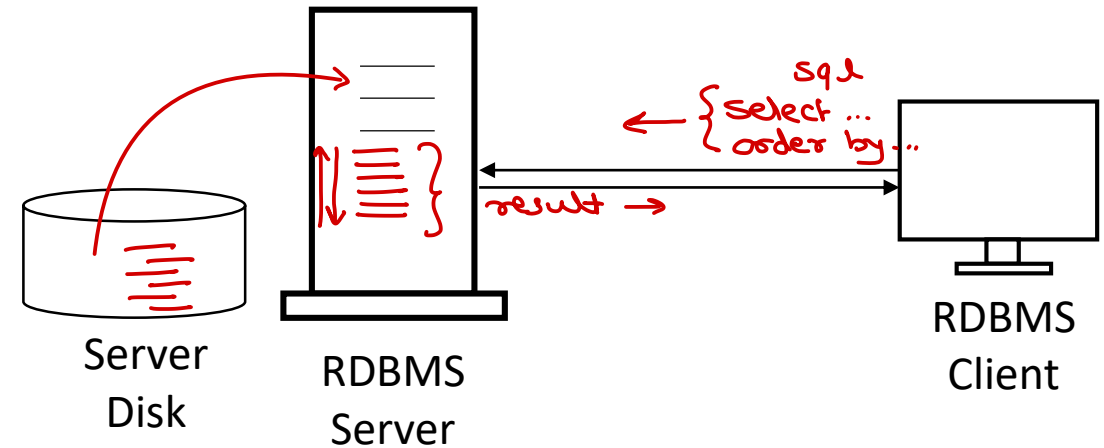 sql
select ...
order by ...
result →
Server
Disk
RDBMS
Server
RDBMS
Client